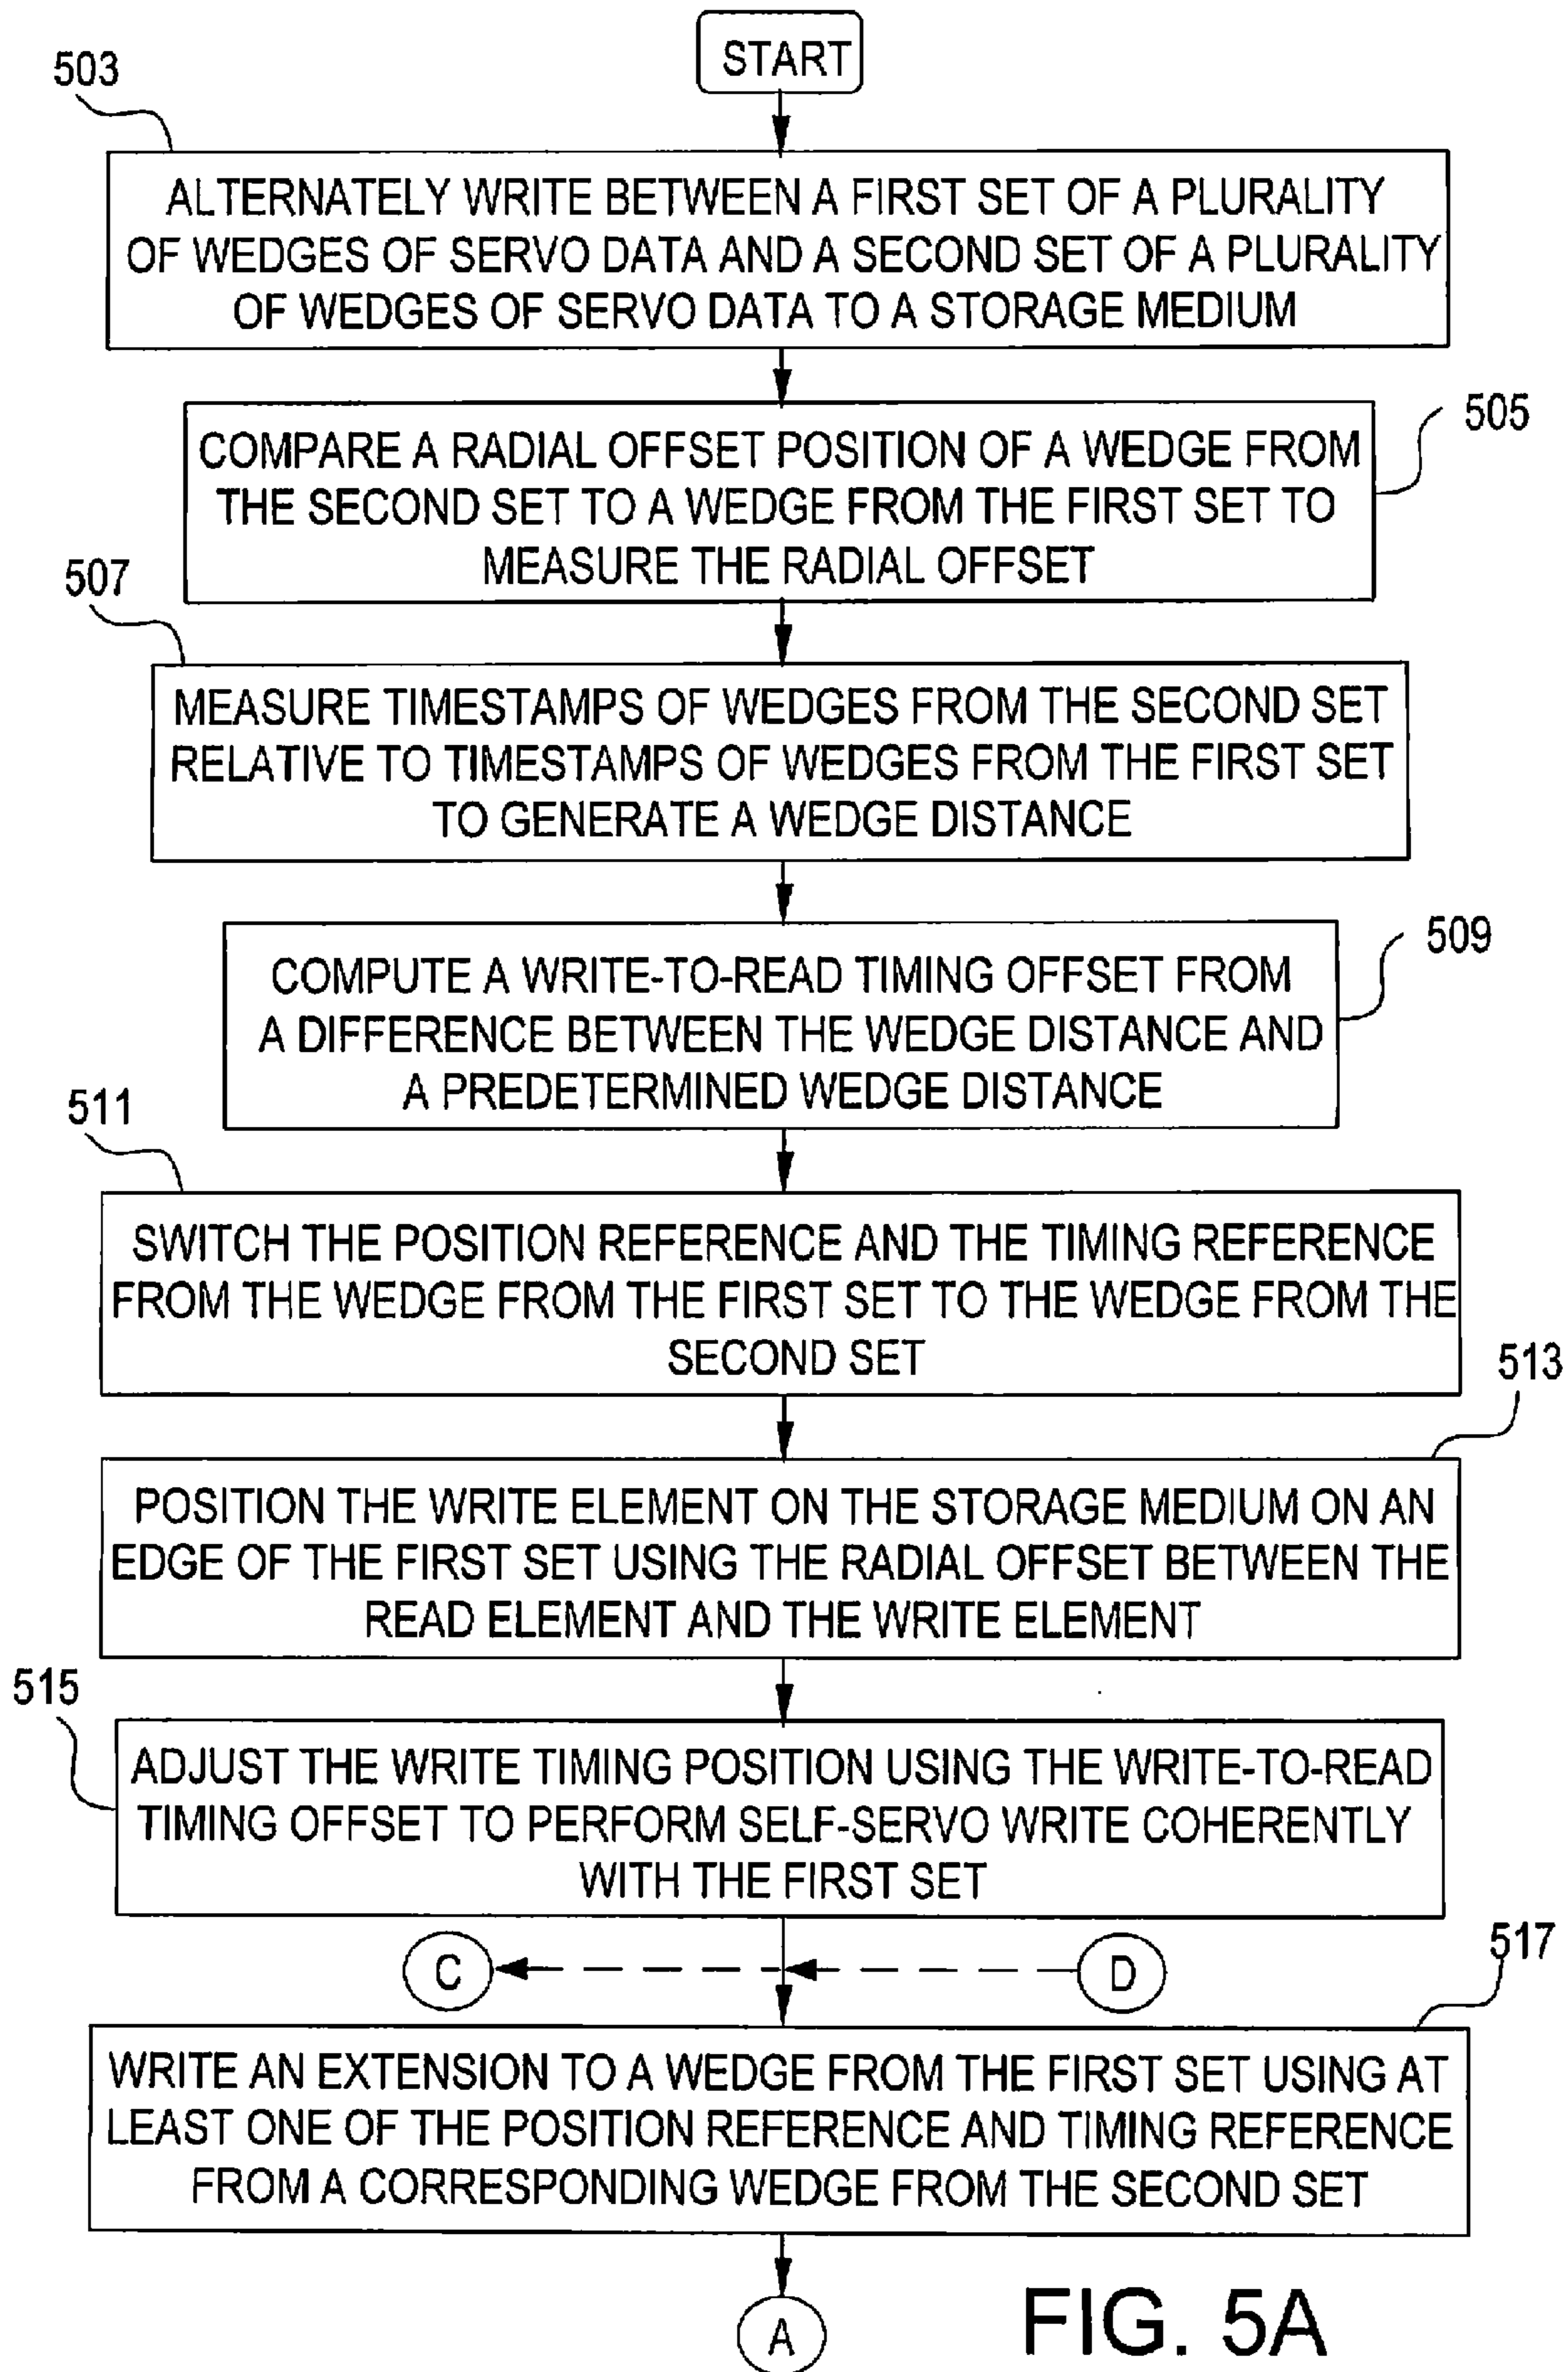 START
503
ALTERNATELY WRITE BETWEEN A FIRST SET OF A PLURALITY
OF WEDGES OF SERVO DATA AND A SECOND SET OF A PLURALITY
OF WEDGES OF SERVO DATA TO A STORAGE MEDIUM
505
COMPARE A RADIAL OFFSET POSITION OF A WEDGE FROM
THE SECOND SET TO A WEDGE FROM THE FIRST SET TO
MEASURE THE RADIAL OFFSET
507
MEASURE TIMESTAMPS OF WEDGES FROM THE SECOND SET
RELATIVE TO TIMESTAMPS OF WEDGES FROM THE FIRST SET
TO GENERATE A WEDGE DISTANCE
509
COMPUTE A WRITE-TO-READ TIMING OFFSET FROM
A DIFFERENCE BETWEEN THE WEDGE DISTANCE AND
A PREDETERMINED WEDGE DISTANCE
511
SWITCH THE POSITION REFERENCE AND THE TIMING REFERENCE
FROM THE WEDGE FROM THE FIRST SET TO THE WEDGE FROM THE
SECOND SET
513
POSITION THE WRITE ELEMENT ON THE STORAGE MEDIUM ON AN
EDGE OF THE FIRST SET USING THE RADIAL OFFSET BETWEEN THE
READ ELEMENT AND THE WRITE ELEMENT
515
ADJUST THE WRITE TIMING POSITION USING THE WRITE-TO-READ
TIMING OFFSET TO PERFORM SELF-SERVO WRITE COHERENTLY
WITH THE FIRST SET
C
D
517
WRITE AN EXTENSION TO A WEDGE FROM THE FIRST SET USING AT
LEAST ONE OF THE POSITION REFERENCE AND TIMING REFERENCE
FROM A CORRESPONDING WEDGE FROM THE SECOND SET
A
FIG. 5A